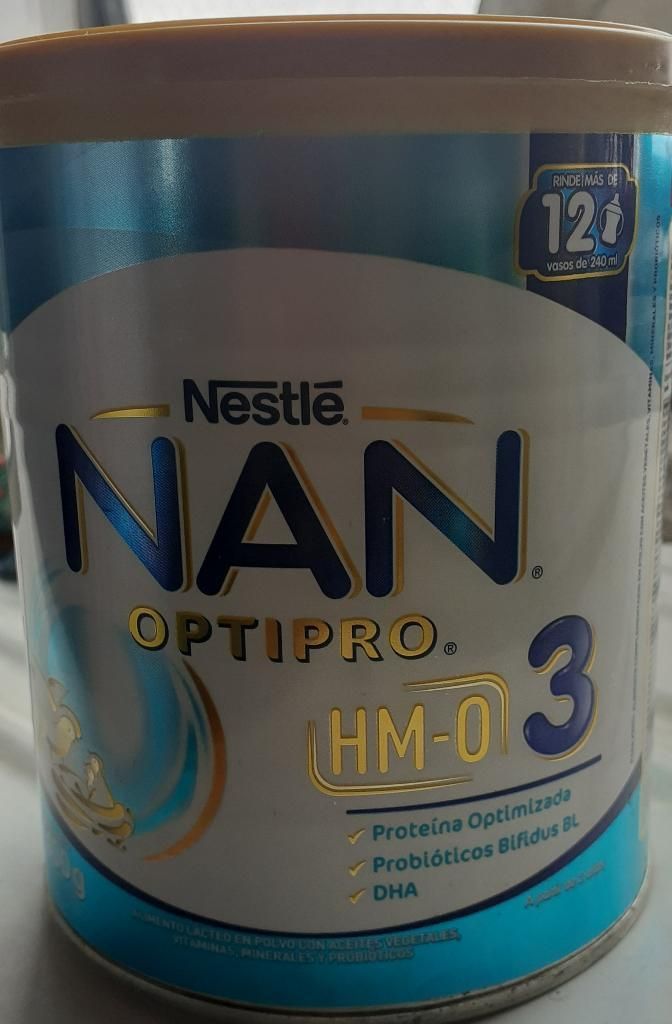 RINDE MÁS DE
12
vasos de 240 ml
Nestlé®
NAN®
OPTIPRO®
HM-O 3
Proteína Optimizada
Probióticos Bifidus BL
DHA
ALIMENTO LÁCTEO EN POLVO CON ACEITES VEGETALES,
VITAMINAS, MINERALES Y PROBIÓTICOS